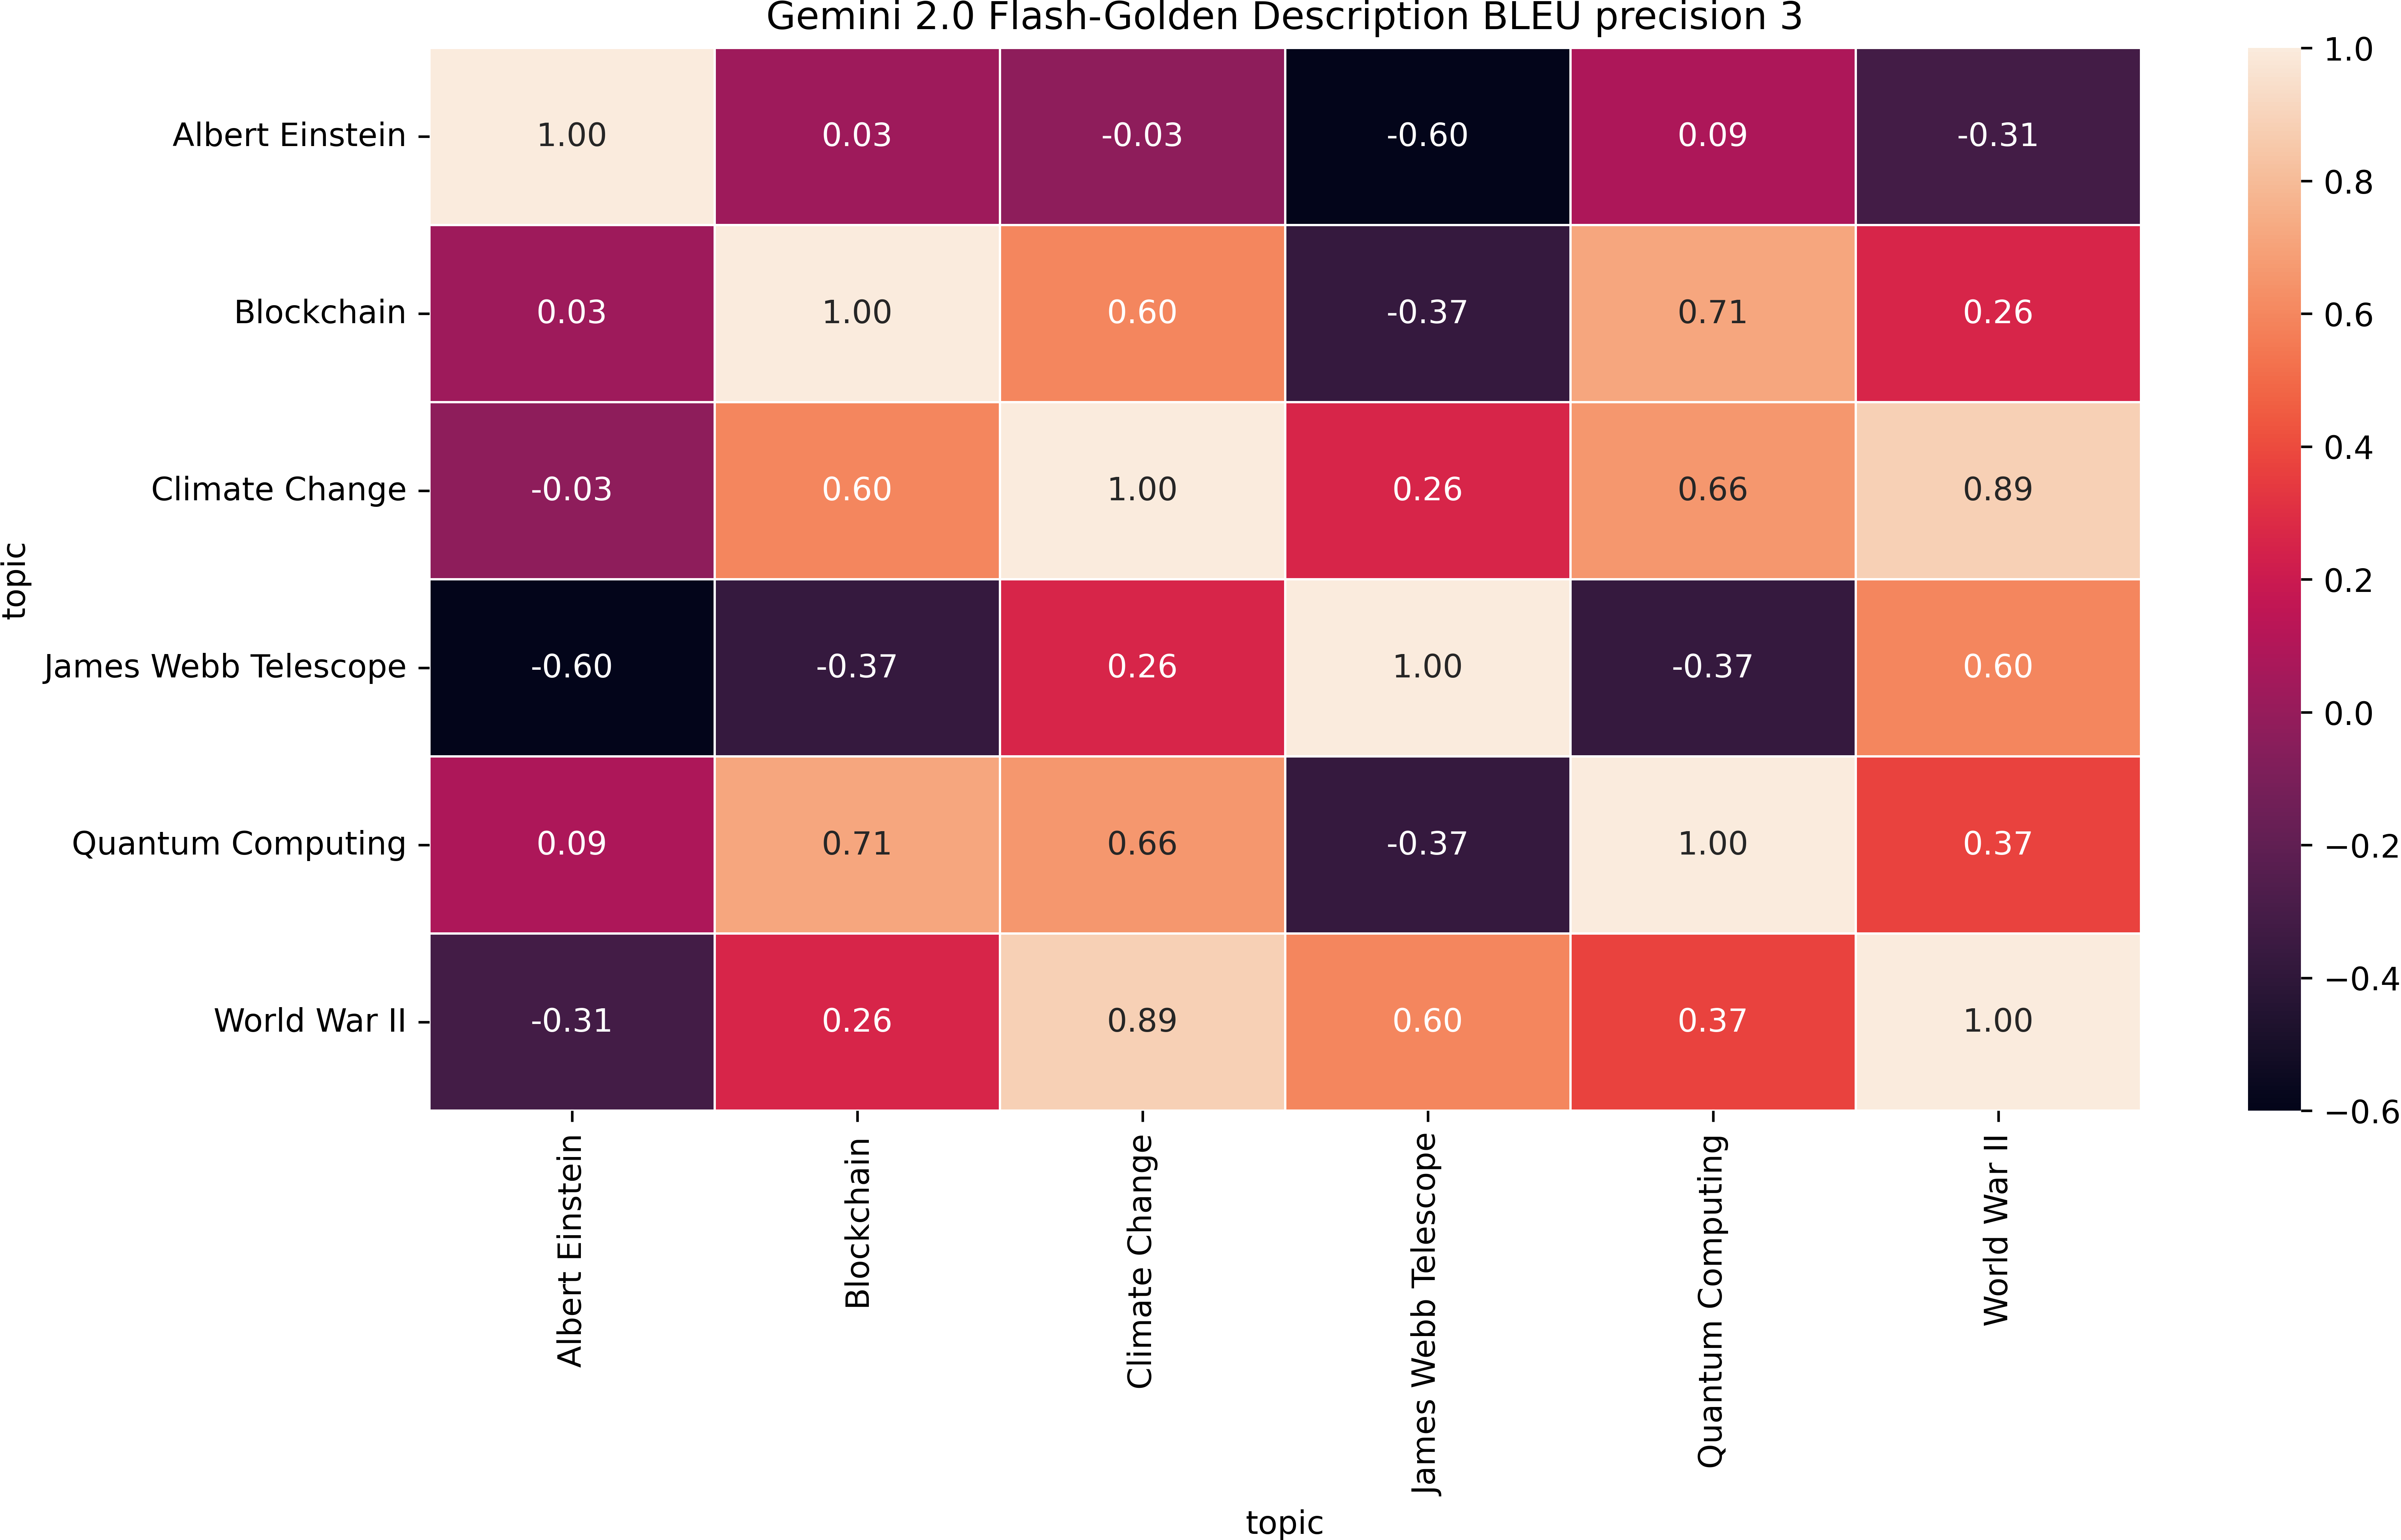 Gemini 2.0 Flash-Golden Description BLEU precision 3
topic
Albert Einstein 1.00 0.03 -0.03 -0.60 0.09 -0.31
Blockchain 0.03 1.00 0.60 -0.37 0.71 0.26
Climate Change -0.03 0.60 1.00 0.26 0.66 0.89
James Webb Telescope -0.60 -0.37 0.26 1.00 -0.37 0.60
Quantum Computing 0.09 0.71 0.66 -0.37 1.00 0.37
World War II -0.31 0.26 0.89 0.60 0.37 1.00
Albert Einstein
Blockchain
Climate Change
James Webb Telescope
Quantum Computing
World War II
topic
1.0
0.8
0.6
0.4
0.2
0.0
−0.2
−0.4
−0.6